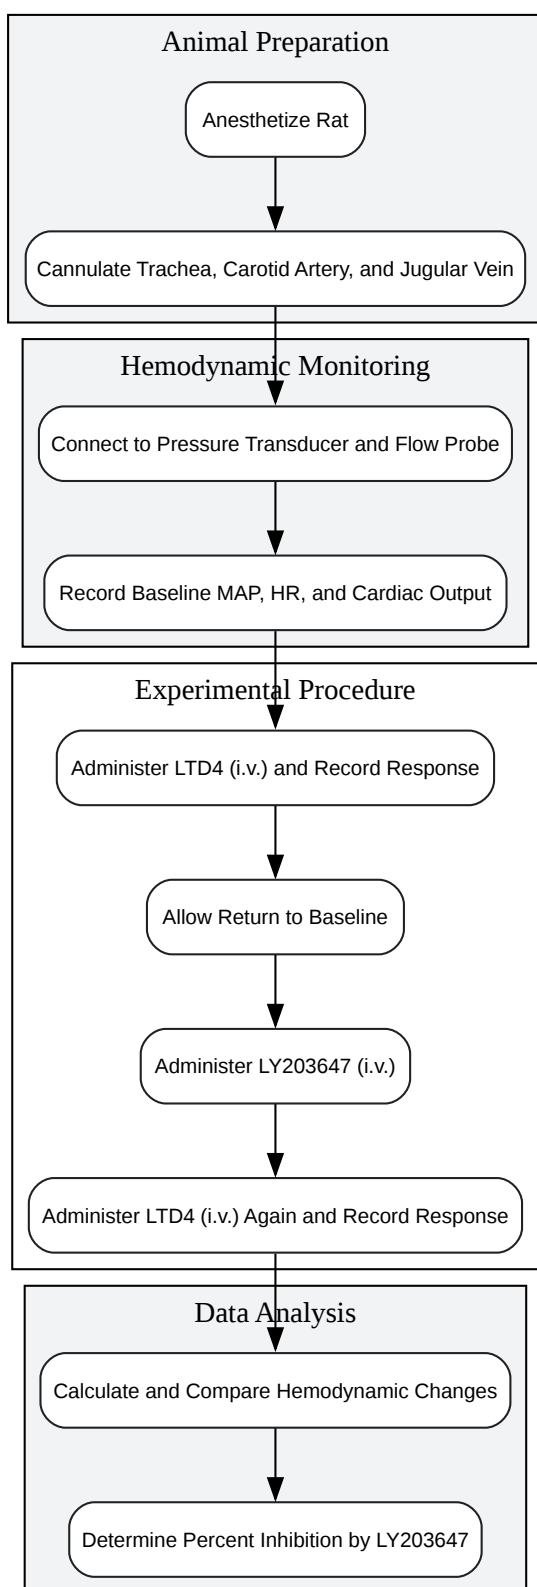 Animal Preparation
Anesthetize Rat
Cannulate Trachea, Carotid Artery, and Jugular Vein
Hemodynamic Monitoring
Connect to Pressure Transducer and Flow Probe
Record Baseline MAP, HR, and Cardiac Output
Experimental Procedure
Administer LTD4 (i.v.) and Record Response
Allow Return to Baseline
Administer LY203647 (i.v.)
Administer LTD4 (i.v.) Again and Record Response
Data Analysis
Calculate and Compare Hemodynamic Changes
Determine Percent Inhibition by LY203647